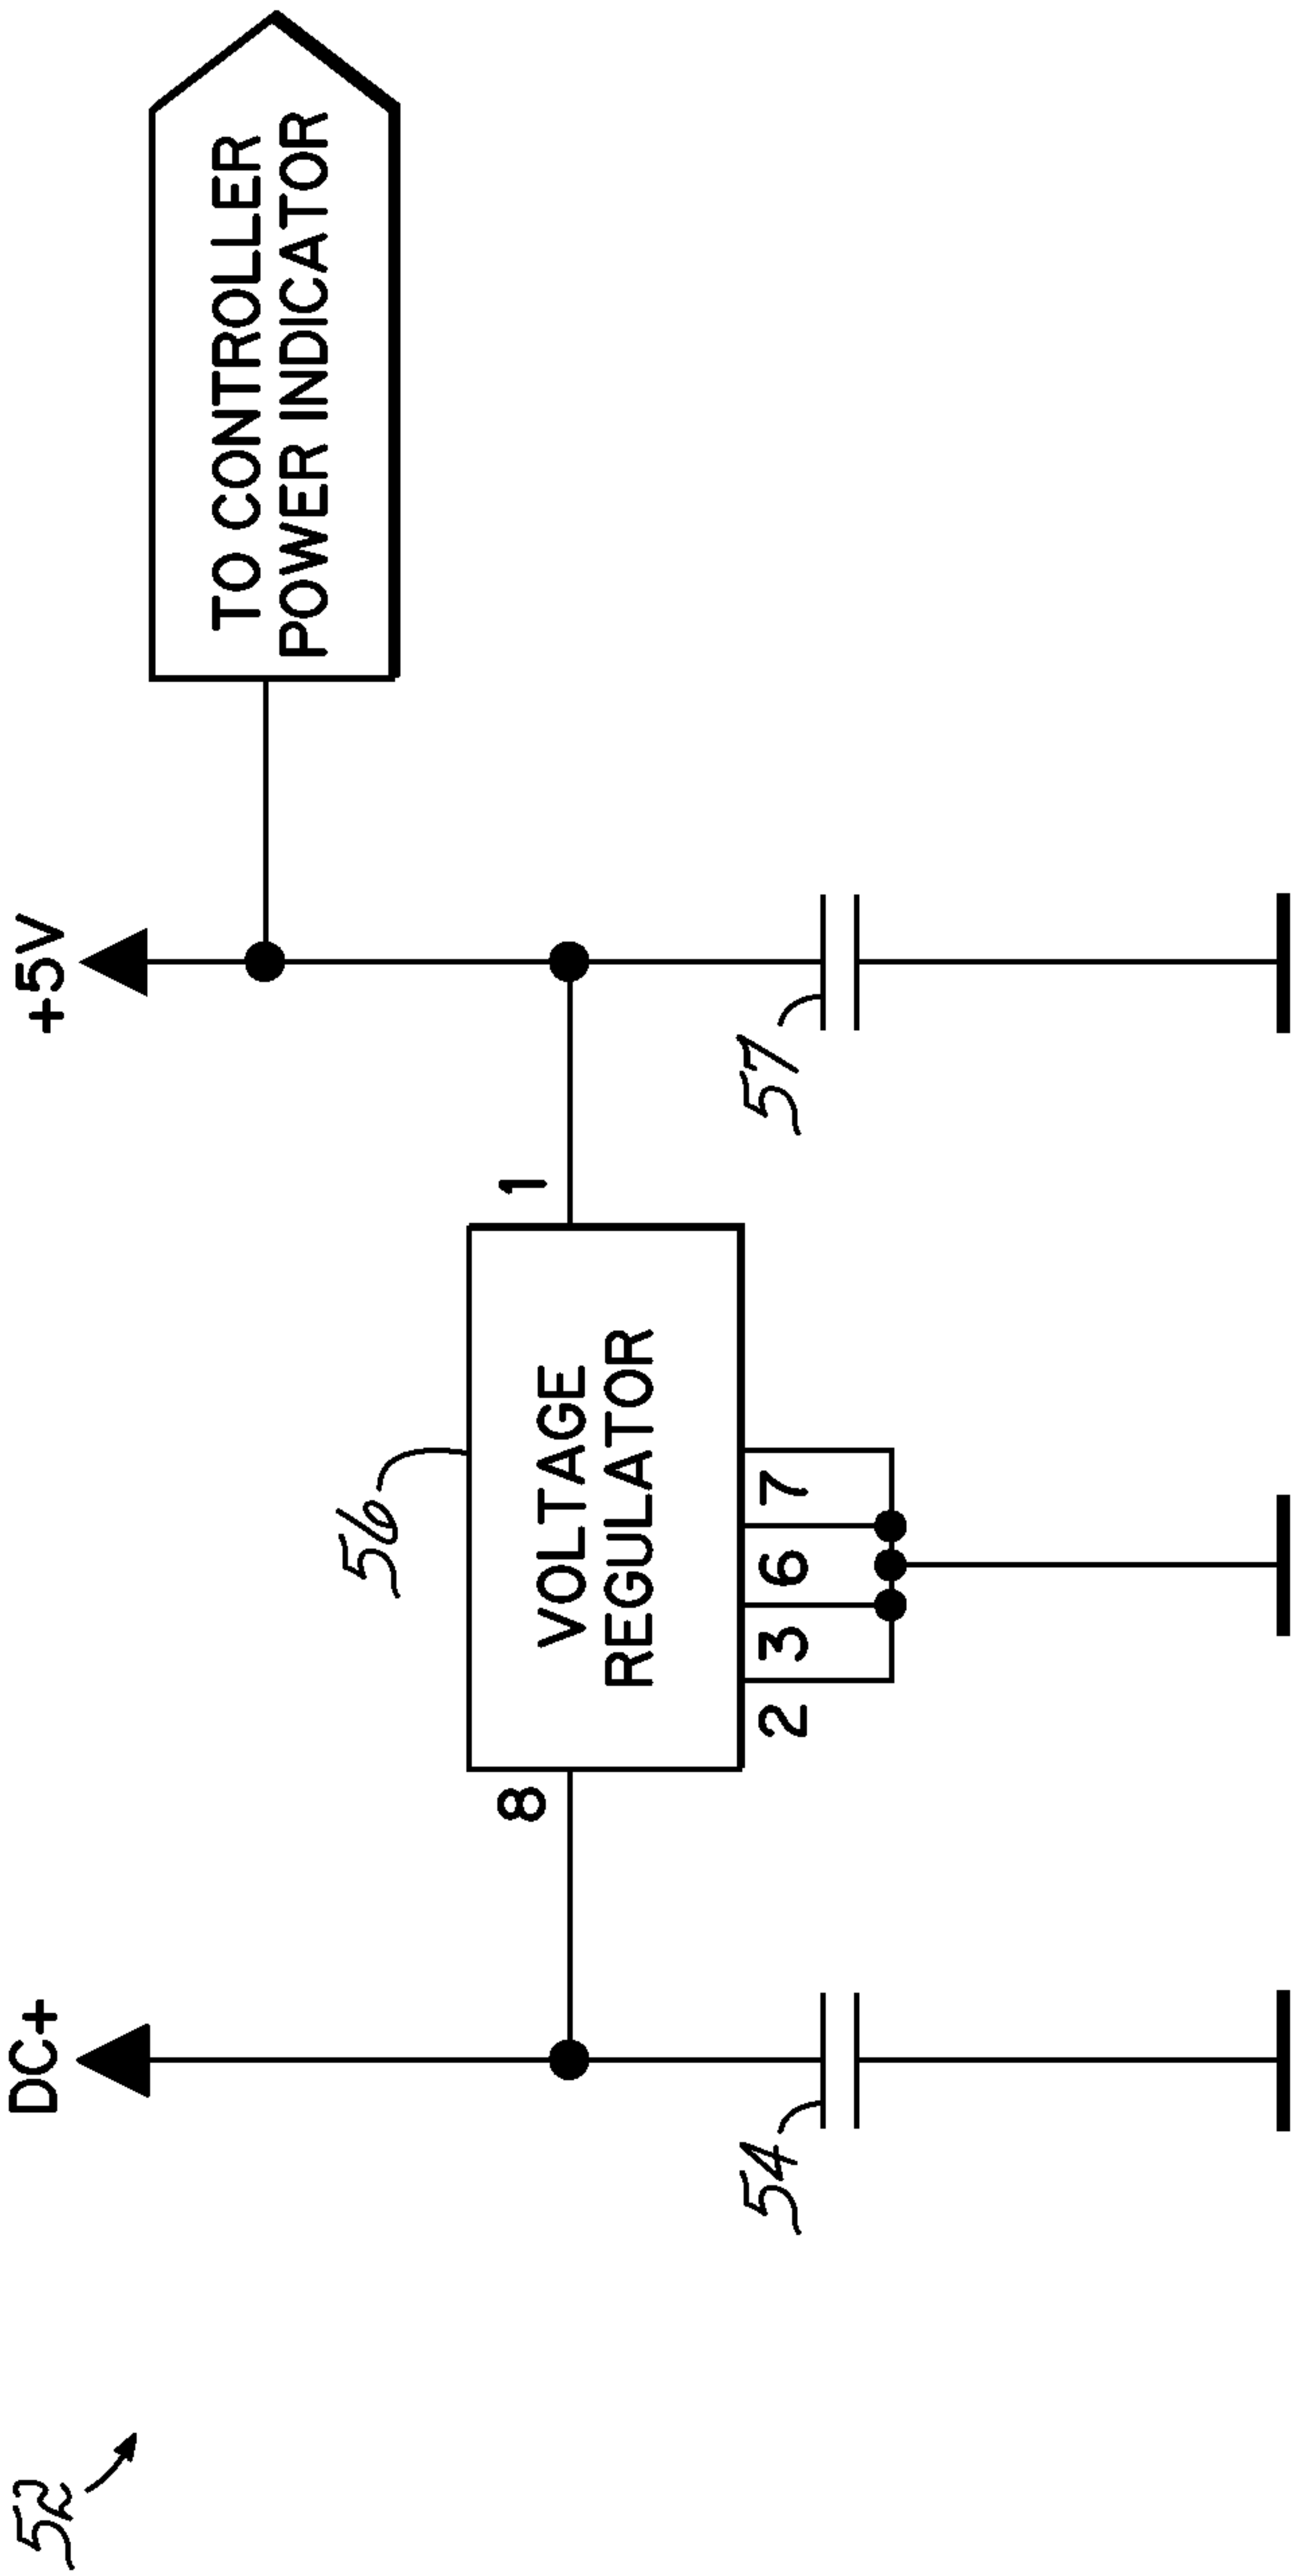 52
DC+
+5V
TO CONTROLLER
POWER INDICATOR
56
8
VOLTAGE
REGULATOR
1
2 3 6 7
54
57